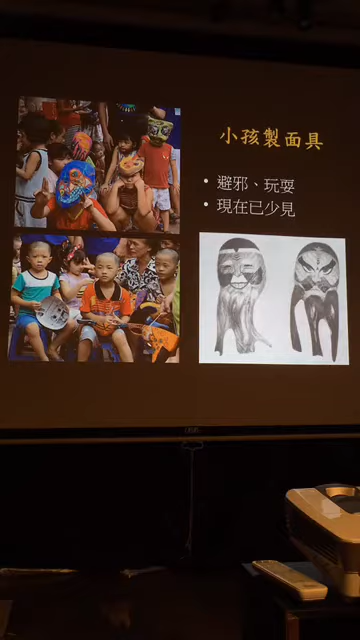 小孩製面具
• 避邪、玩耍
• 現在已少見